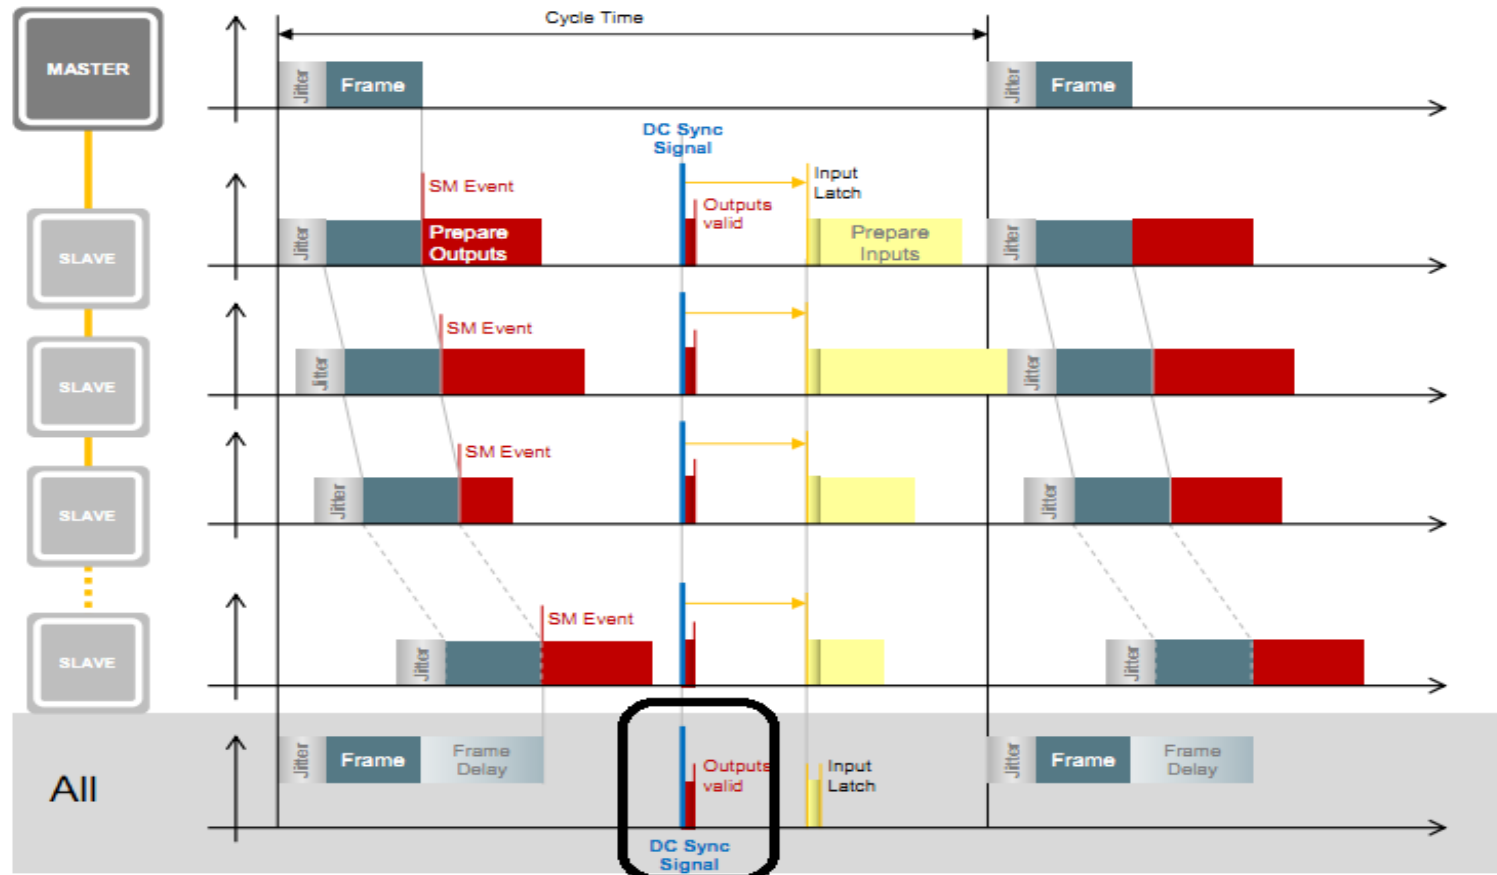 Cycle Time
MASTER
Jitter
Frame
Jitter
Frame
DC Sync
Signal
SM Event
Input
Latch
Outputs
valid
SLAVE
Jitter
Prepare
Outputs
Prepare
Inputs
Jitter
SM Event
SLAVE
Jitter
Jitter
SM Event
SLAVE
Jitter
Jitter
SM Event
SLAVE
Jitter
Jitter
All
Jitter
Frame
Frame
Delay
Outputs
valid
Input
Latch
Jitter
Frame
Frame
Delay
DC Sync
Signal